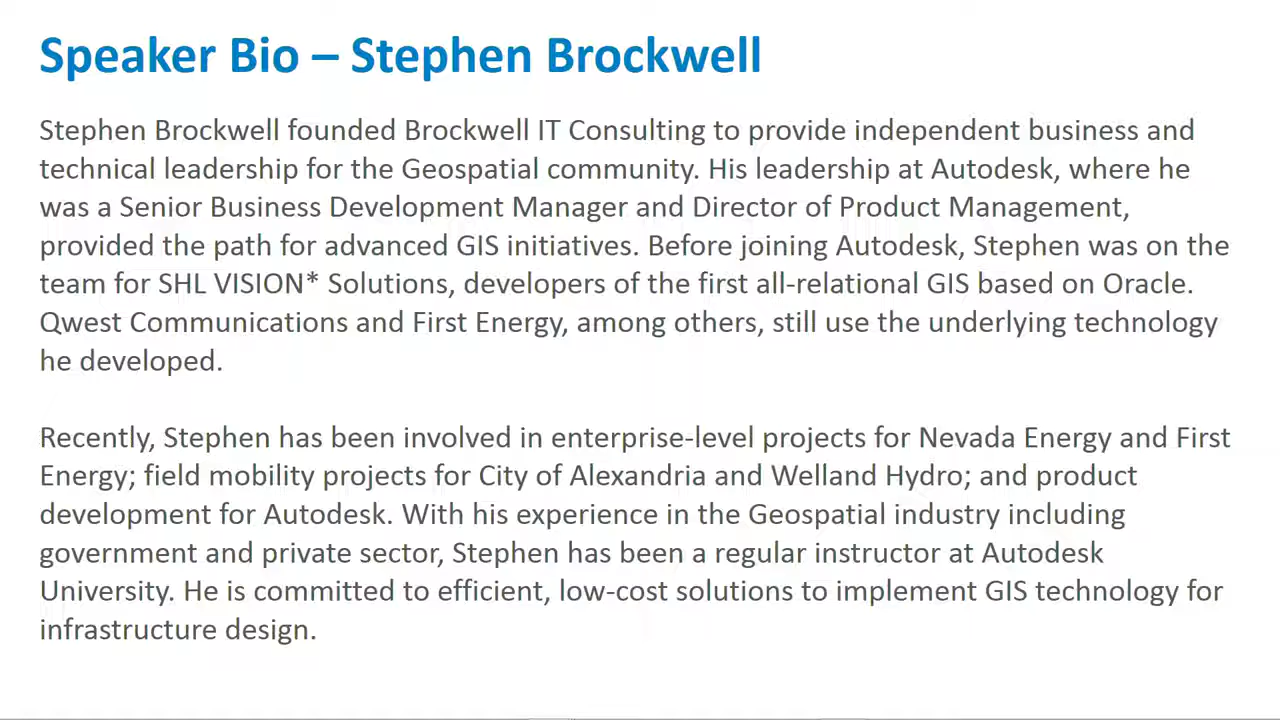 Speaker Bio – Stephen Brockwell
Stephen Brockwell founded Brockwell IT Consulting to provide independent business and
technical leadership for the Geospatial community. His leadership at Autodesk, where he
was a Senior Business Development Manager and Director of Product Management,
provided the path for advanced GIS initiatives. Before joining Autodesk, Stephen was on the
team for SHL VISION* Solutions, developers of the first all-relational GIS based on Oracle.
Qwest Communications and First Energy, among others, still use the underlying technology
he developed.
Recently, Stephen has been involved in enterprise-level projects for Nevada Energy and First
Energy; field mobility projects for City of Alexandria and Welland Hydro; and product
development for Autodesk. With his experience in the Geospatial industry including
government and private sector, Stephen has been a regular instructor at Autodesk
University. He is committed to efficient, low-cost solutions to implement GIS technology for
infrastructure design.